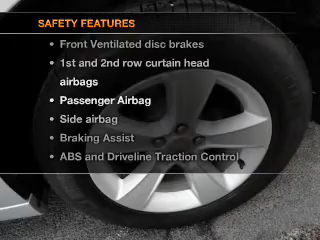 SAFETY FEATURES
• Front Ventilated disc brakes
• 1st and 2nd row curtain head
airbags
• Passenger Airbag
• Side airbag
• Braking Assist
• ABS and Driveline Traction Control